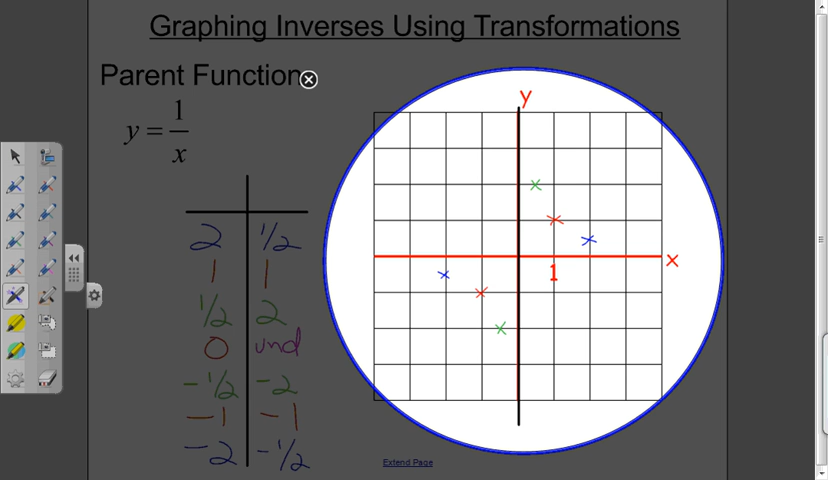 Graphing Inverses Using Transformations
Parent Function
y = 1/x
2 1/2
1 1
1/2 2
0 und
-1/2 -2
-1 -1
-2 -1/2
y
x
1
Extend Page